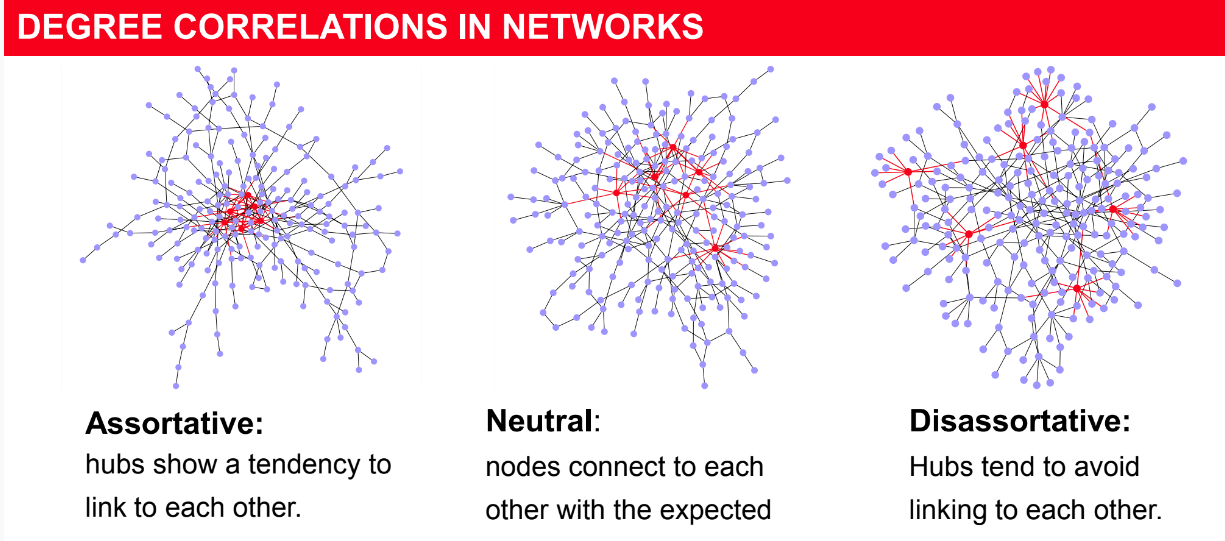 DEGREE CORRELATIONS IN NETWORKS
Assortative:
hubs show a tendency to
link to each other.
Neutral:
nodes connect to each
other with the expected
Disassortative:
Hubs tend to avoid
linking to each other.